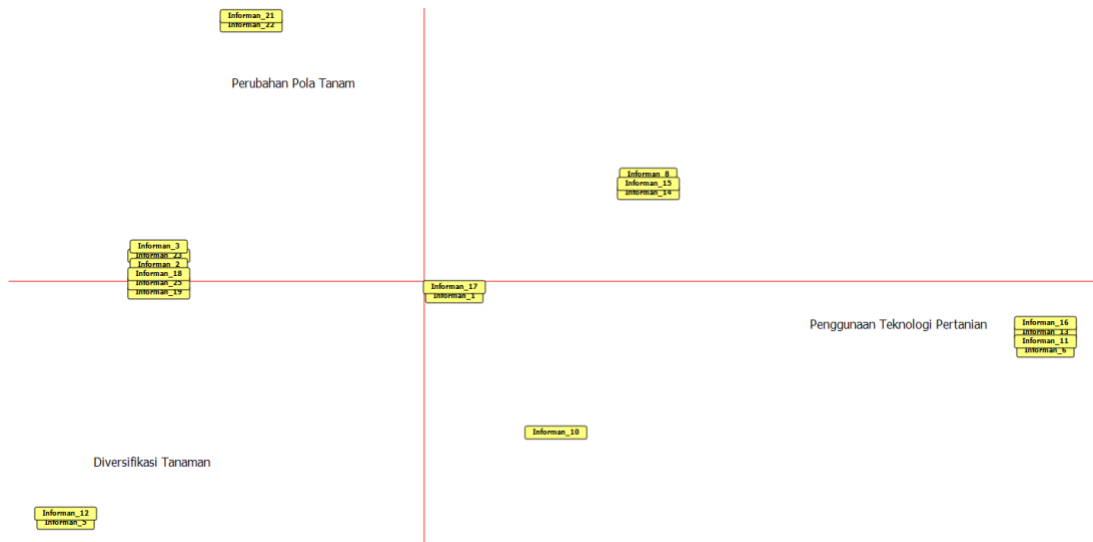 Informan_21
Informan_22
Perubahan Pola Tanam
Informan_8
Informan_15
Informan_14
Informan_3
Informan_23
Informan_2
Informan_18
Informan_25
Informan_19
Informan_17
Informan_1
Penggunaan Teknologi Pertanian
Informan_16
Informan_13
Informan_11
Informan_6
Informan_10
Diversifikasi Tanaman
Informan_12
Informan_5